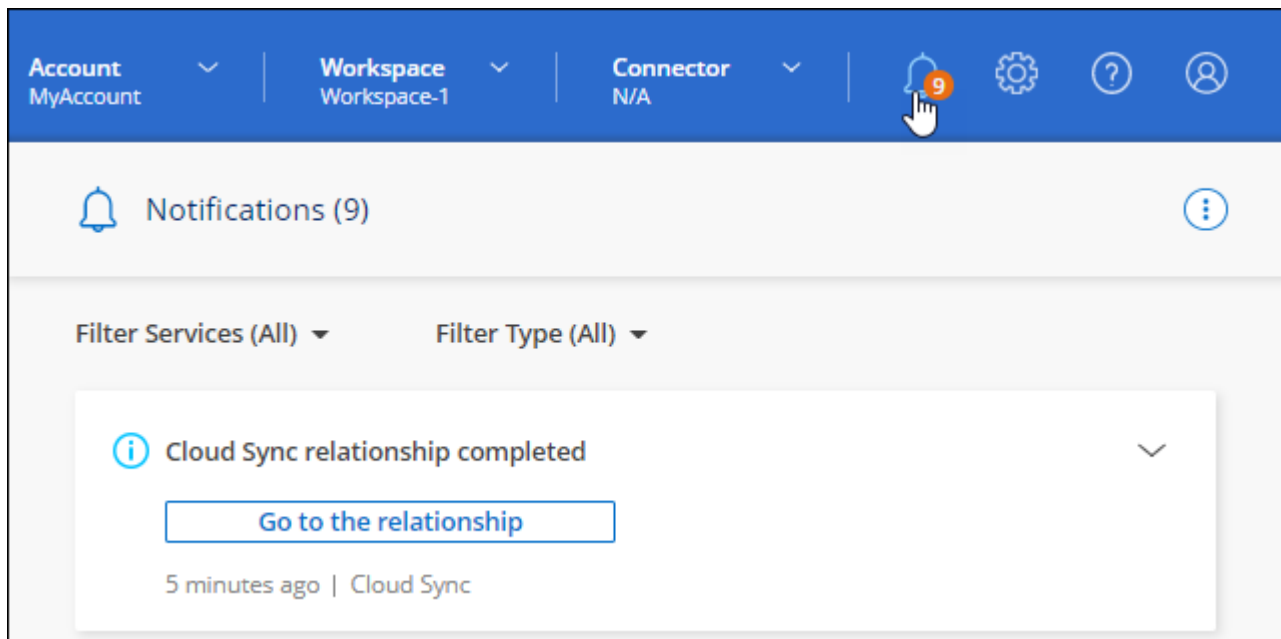 Account
MyAccount
Workspace
Workspace-1
Connector
N/A
9
Notifications (9)
Filter Services (All)
Filter Type (All)
Cloud Sync relationship completed
Go to the relationship
5 minutes ago | Cloud Sync